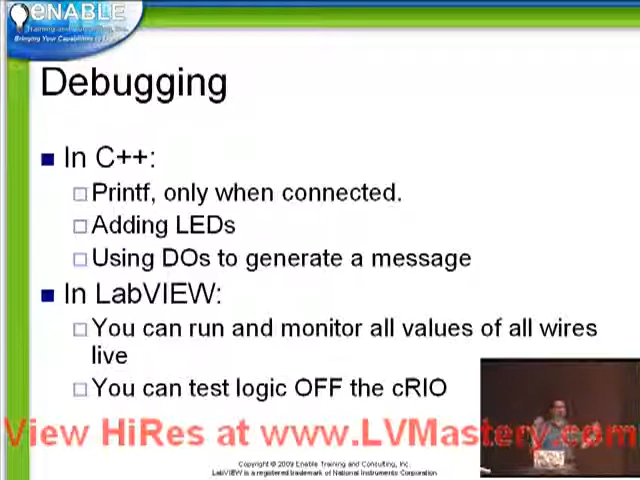 ENABLE
Training and Consulting, Inc.
Bringing Your Capabilities to Life
Debugging
In C++:
Printf, only when connected.
Adding LEDs
Using DOs to generate a message
In LabVIEW:
You can run and monitor all values of all wires
live
You can test logic OFF the cRIO
View HiRes at www.LVMastery.com
Copyright © 2009 Enable Training and Consulting, Inc.
LabVIEW is a registered trademark of National Instruments Corporation